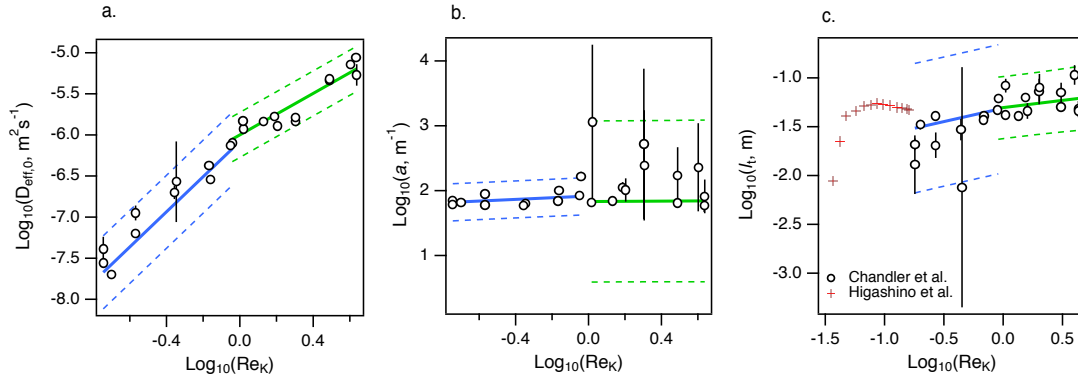 a.
Log10(Deff,0, m2s-1)
-5.0
-5.5
-6.0
-6.5
-7.0
-7.5
-8.0
-0.4
0.0
0.4
Log10(ReK)
b.
Log10(a, m-1)
4
3
2
1
-0.4
0.0
0.4
Log10(ReK)
c.
Log10(lt, m)
-1.0
-1.5
-2.0
-2.5
-3.0
Chandler et al.
Higashino et al.
-1.5
-1.0
-0.5
0.0
0.5
Log10(ReK)